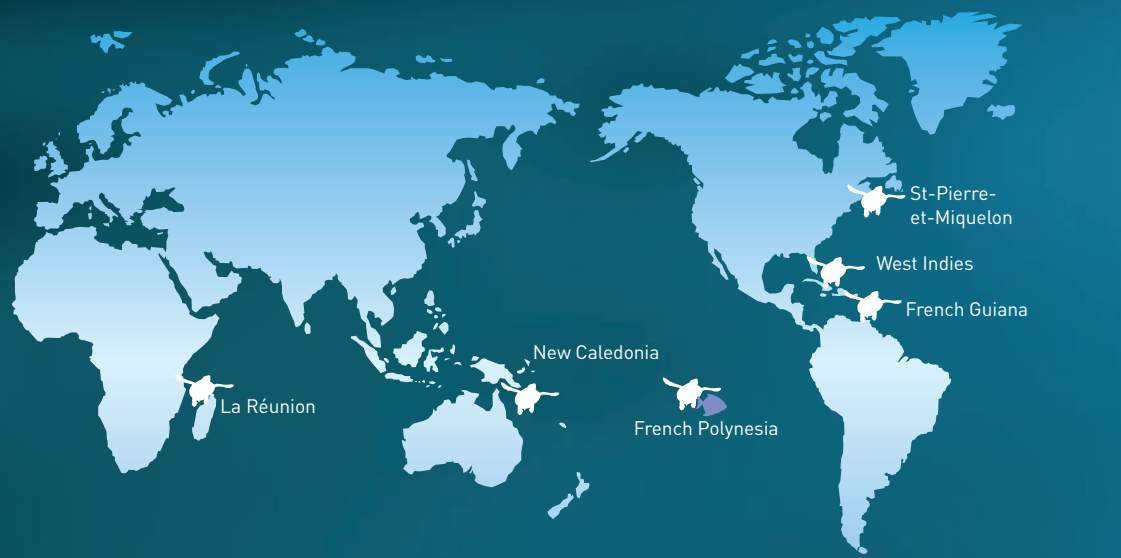 St-Pierre-
et-Miquelon
West Indies
French Guiana
New Caledonia
La Réunion
French Polynesia